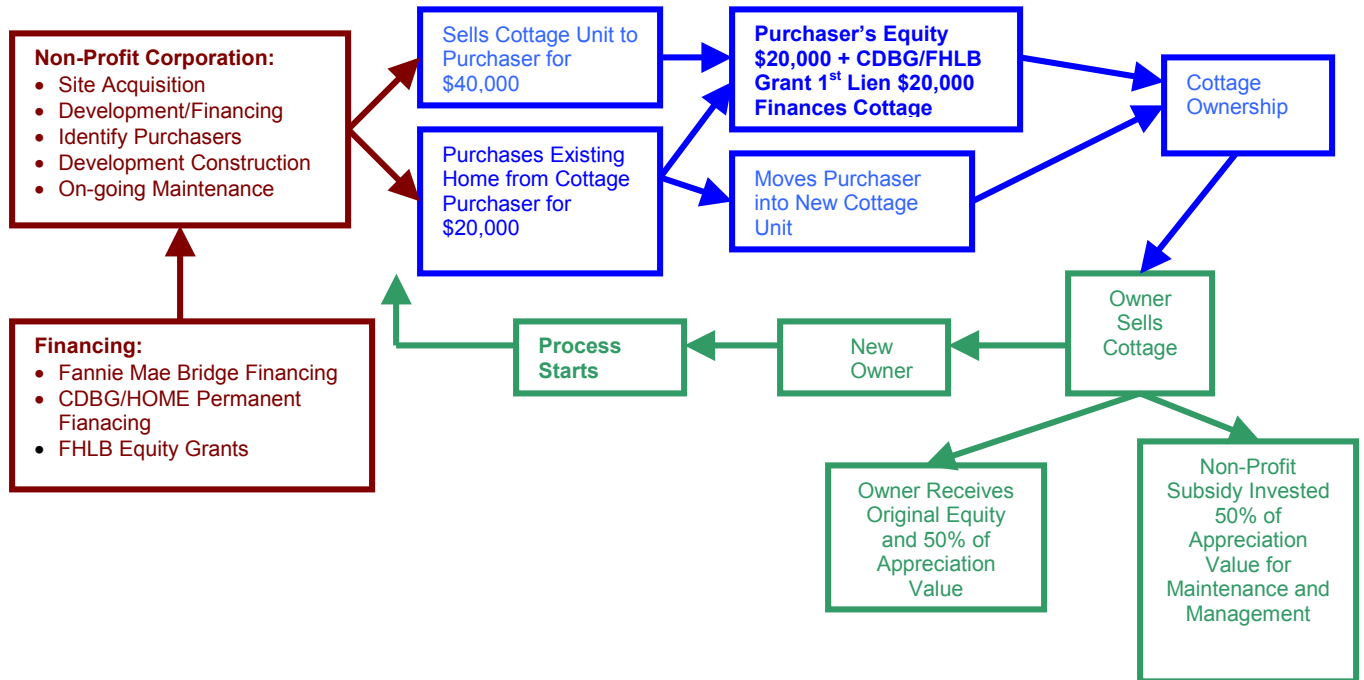 Non-Profit Corporation:
• Site Acquisition
• Development/Financing
• Identify Purchasers
• Development Construction
• On-going Maintenance
Sells Cottage Unit to
Purchaser for
$40,000
Purchaser’s Equity
$20,000 + CDBG/FHLB
Grant 1st Lien $20,000
Finances Cottage
Cottage
Ownership
Purchases Existing
Home from Cottage
Purchaser for
$20,000
Moves Purchaser
into New Cottage
Unit
Financing:
• Fannie Mae Bridge Financing
• CDBG/HOME Permanent
Fianacing
• FHLB Equity Grants
Process
Starts
New
Owner
Owner
Sells
Cottage
Owner Receives
Original Equity
and 50% of
Appreciation
Value
Non-Profit
Subsidy Invested
50% of
Appreciation
Value for
Maintenance and
Management